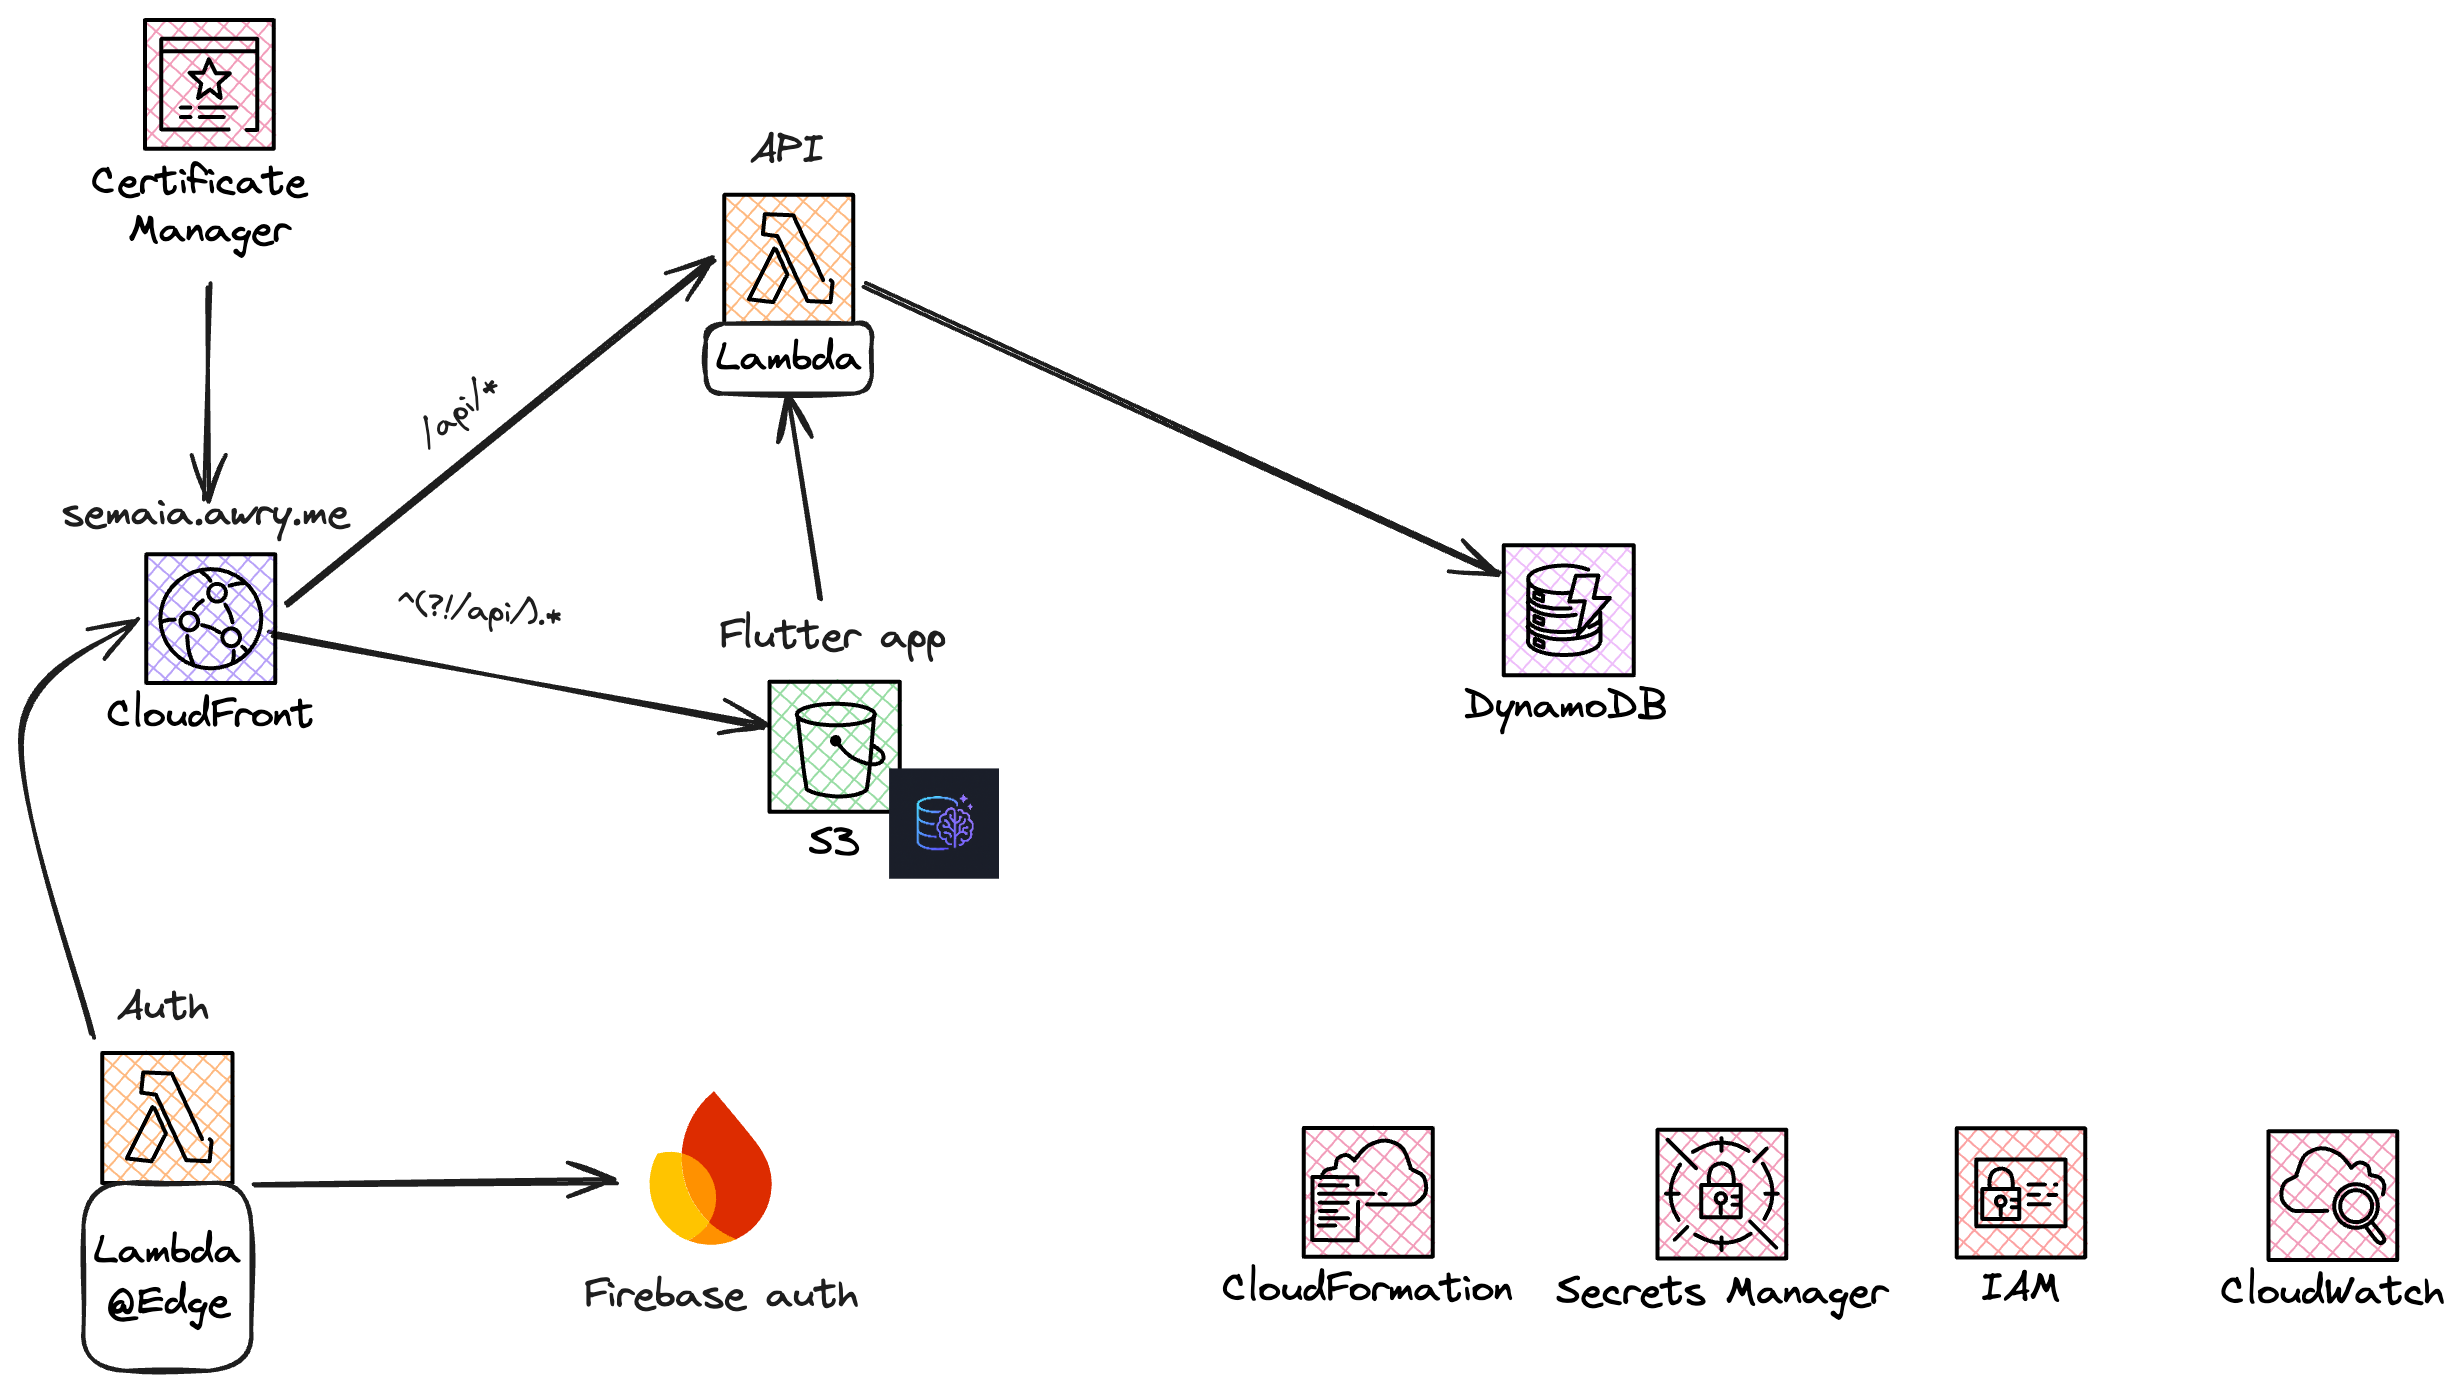 Certificate
Manager
API
Lambda
/api/*
semaia.awry.me
^(?!/api/).*
Flutter app
CloudFront
DynamoDB
S3
Auth
Lambda
@Edge
Firebase auth
CloudFormation
Secrets Manager
IAM
CloudWatch